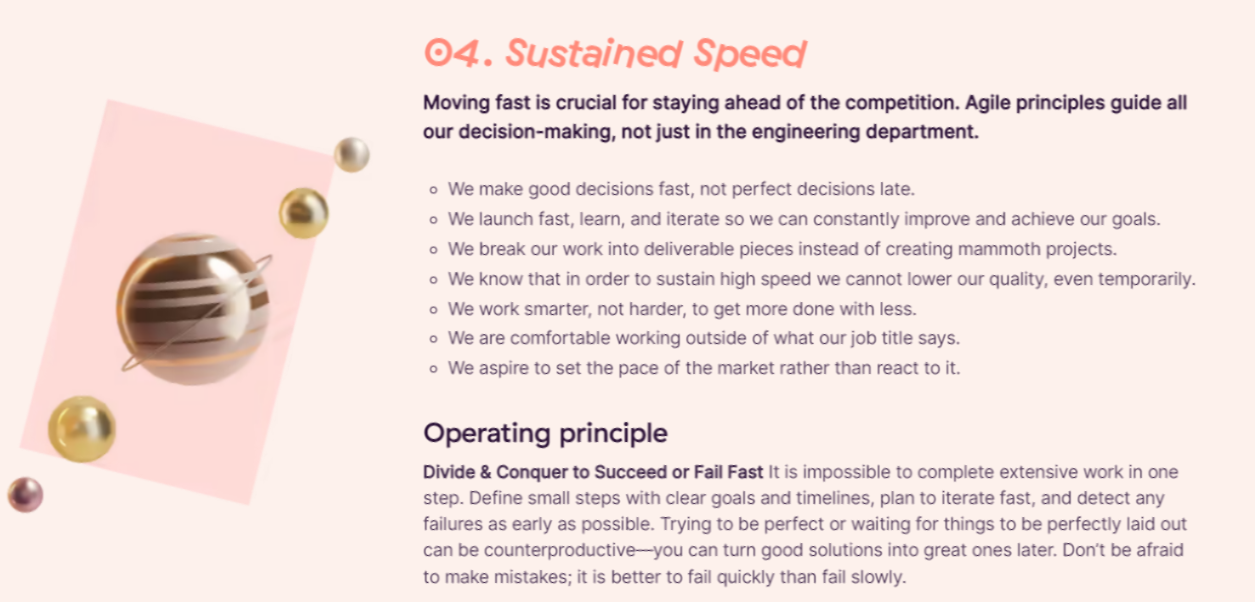 04. Sustained Speed
Moving fast is crucial for staying ahead of the competition. Agile principles guide all
our decision-making, not just in the engineering department.
We make good decisions fast, not perfect decisions late.
We launch fast, learn, and iterate so we can constantly improve and achieve our goals.
We break our work into deliverable pieces instead of creating mammoth projects.
We know that in order to sustain high speed we cannot lower our quality, even temporarily.
We work smarter, not harder, to get more done with less.
We are comfortable working outside of what our job title says.
We aspire to set the pace of the market rather than react to it.
Operating principle
Divide & Conquer to Succeed or Fail Fast It is impossible to complete extensive work in one
step. Define small steps with clear goals and timelines, plan to iterate fast, and detect any
failures as early as possible. Trying to be perfect or waiting for things to be perfectly laid out
can be counterproductive—you can turn good solutions into great ones later. Don't be afraid
to make mistakes; it is better to fail quickly than fail slowly.